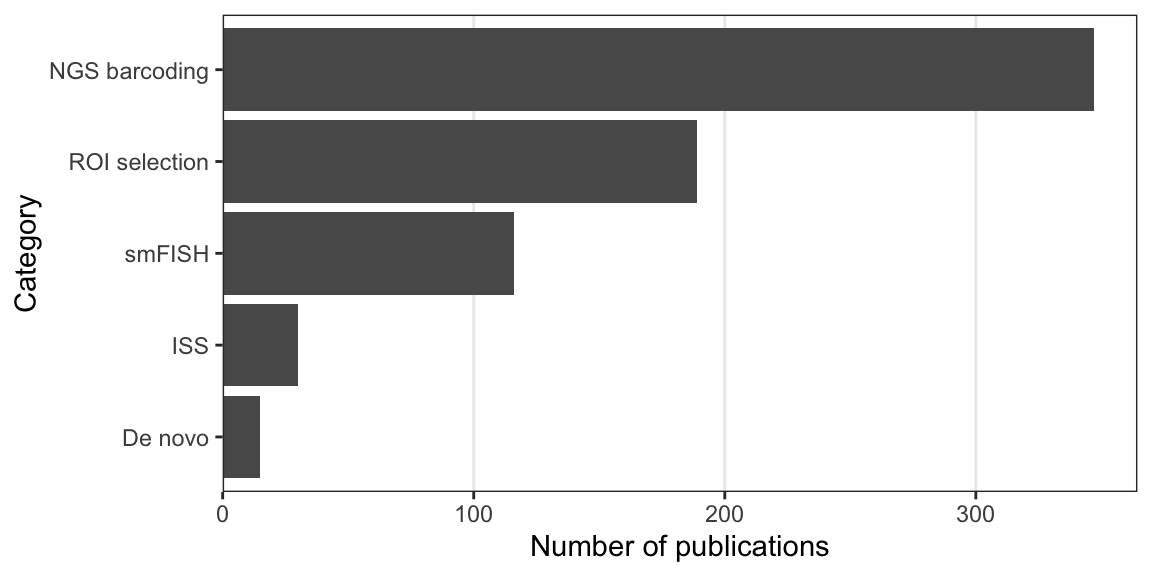 NGS barcoding
ROI selection
smFISH
ISS
De novo
Category
0 100 200 300
Number of publications